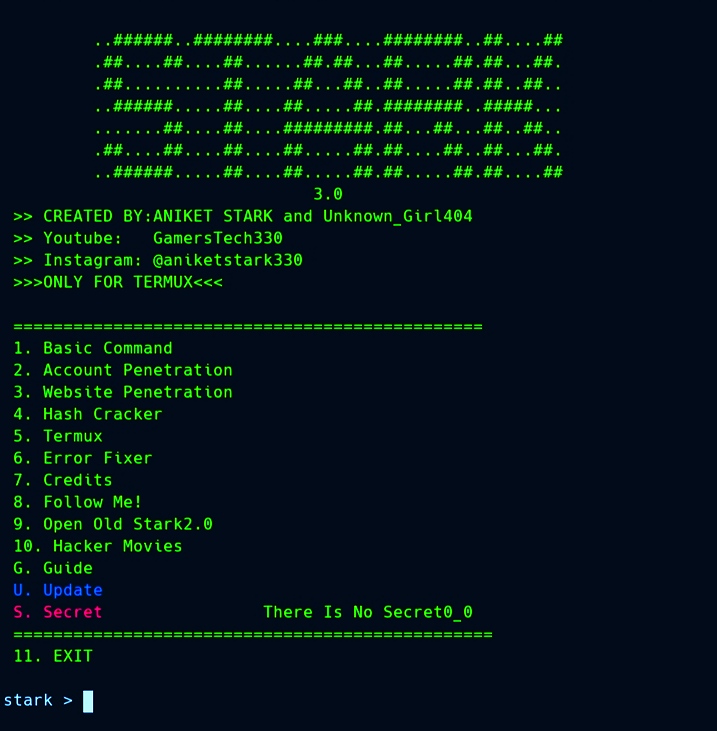 ..######..########....###....########..##....##
.##....##....##......##.##...##.....##.##...##.
.##..........##.....##...##..##.....##.##..##..
..######.....##....##.....##.########..#####...
.......##....##....#########.##...##...##..##..
.##....##....##....##.....##.##....##..##...##.
..######.....##....##.....##.##.....##.##....##
3.0
>> CREATED BY:ANIKET STARK and Unknown_Girl404
>> Youtube:   GamersTech330
>> Instagram: @aniketstark330
>>>ONLY FOR TERMUX<<<
===============================================
1. Basic Command
2. Account Penetration
3. Website Penetration
4. Hash Cracker
5. Termux
6. Error Fixer
7. Credits
8. Follow Me!
9. Open Old Stark2.0
10. Hacker Movies
G. Guide
U. Update
S. Secret                There Is No Secret0_0
================================================
11. EXIT
stark >